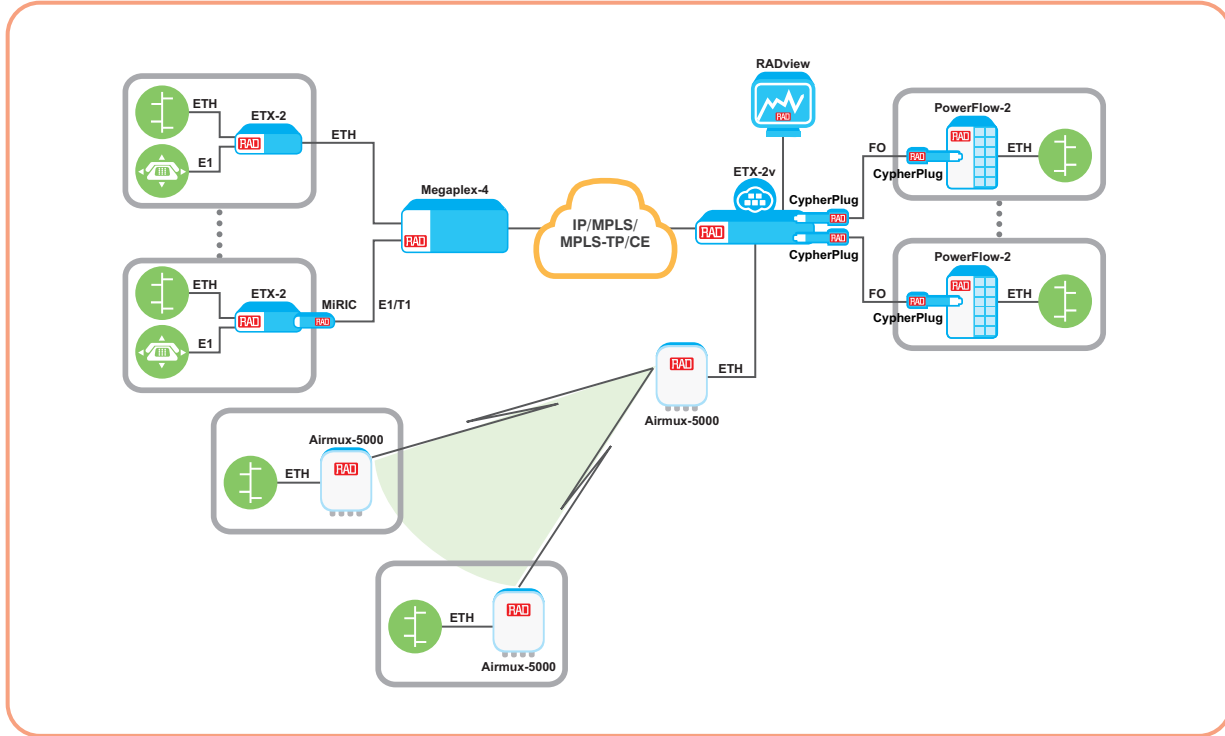 RADview
RAD
ETH
ETX-2
RAD
E1
ETH
Megaplex-4
RAD
IP/MPLS/
MPLS-TP/CE
ETX-2v
RAD
CypherPlug
RAD
RAD
CypherPlug
FO
RAD
CypherPlug
PowerFlow-2
RAD
ETH
ETH
ETX-2
RAD
E1
MiRIC
RAD
E1/T1
FO
RAD
CypherPlug
PowerFlow-2
RAD
ETH
RAD
ETH
Airmux-5000
Airmux-5000
RAD
ETH
ETH
RAD
Airmux-5000